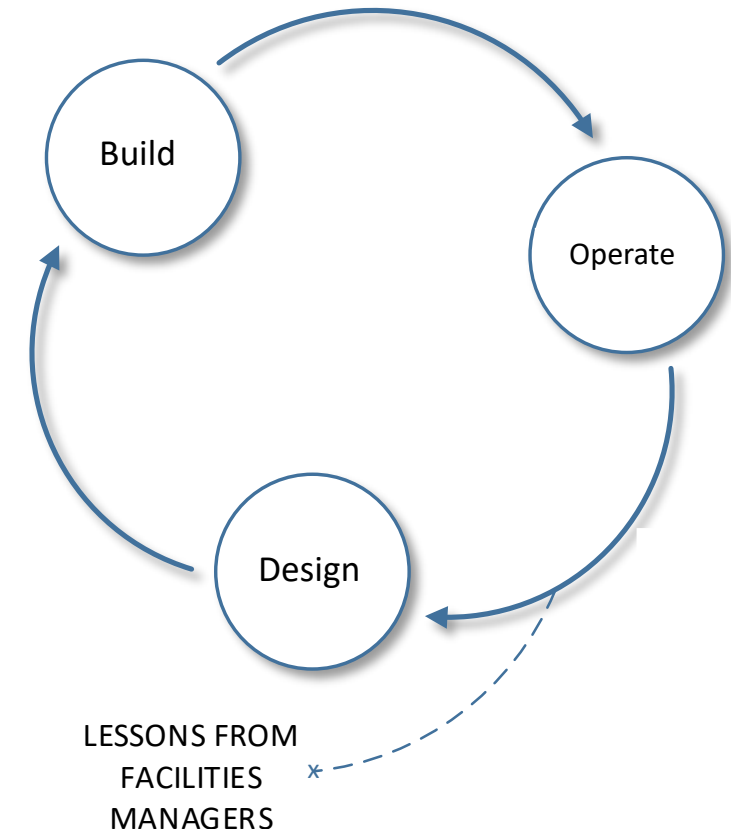 Build
Operate
Design
LESSONS FROM
x
FACILITIES
MANAGERS